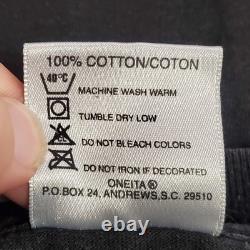 100% COTTON/COTON
40°C
MACHINE WASH WARM
TUMBLE DRY LOW
DO NOT BLEACH COLORS
DO NOT IRON IF DECORATED
ONEITA ®
P.O.BOX 24, ANDREWS,S.C. 29510